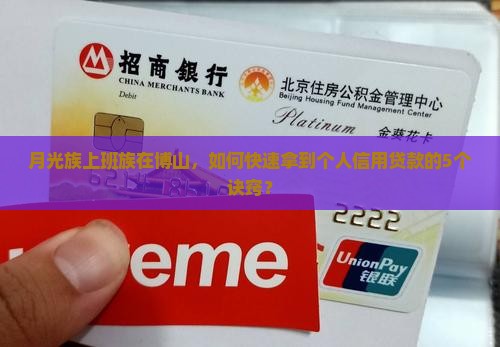 招商银行
CHINA MERCHANTS BANK
Debit
北京住房公积金管理中心
Beijing Housing Fund Management Center
Platinum
金葵花卡
月光族上班族在博山，如何快速拿到个人信用贷款的5个
诀窍？
2222
eme
UnionPay
银联